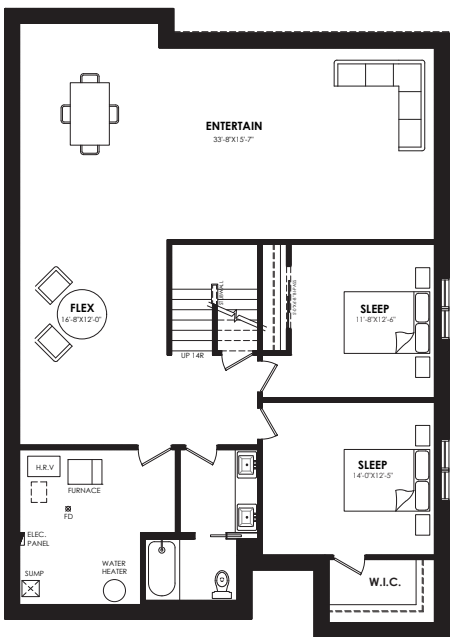 ENTERTAIN
33'-8"X15'-7"
FLEX
16'-8"X12'-0"
UP 14R
SLEEP
11'-8"X12'-6"
SLEEP
14'-0"X12'-5"
H.R.V
FURNACE
FD
ELEC.
PANEL
SUMP
WATER
HEATER
W.I.C.